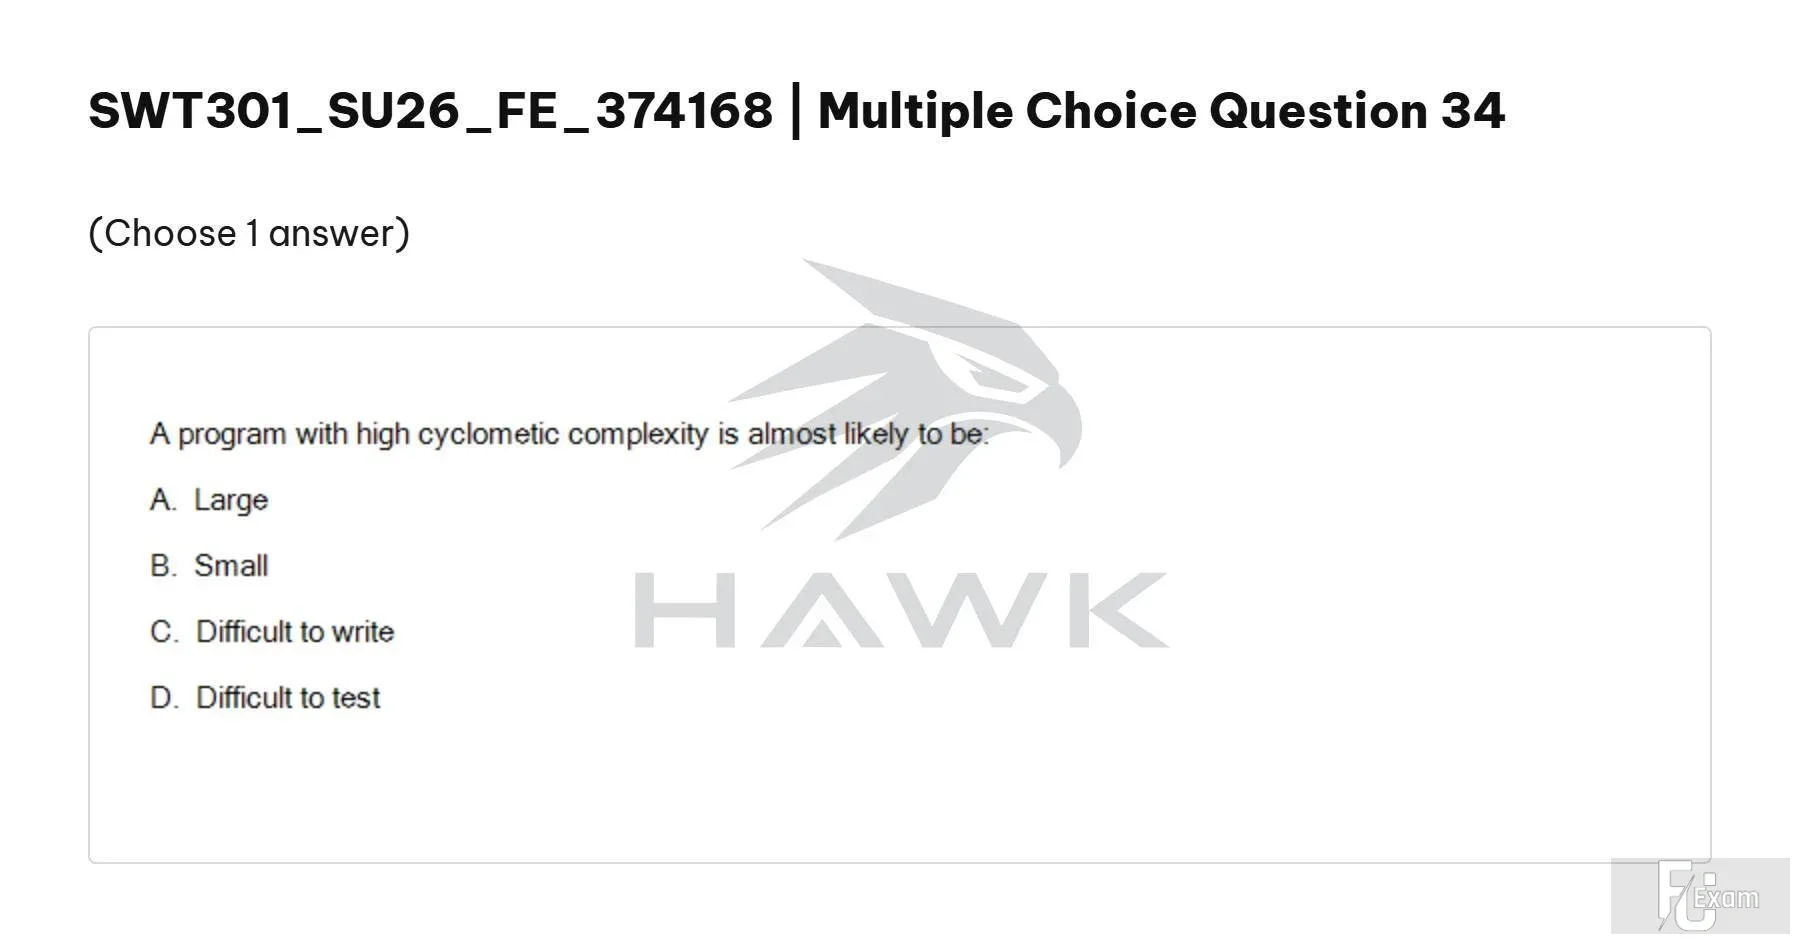 SWT301_SU26_FE_374168 | Multiple Choice Question 34
(Choose 1 answer)
A program with high cyclometic complexity is almost likely to be:
A. Large
B. Small
C. Difficult to write
D. Difficult to test
HAWK
FU Exam